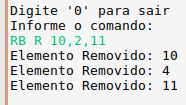 Digite '0' para sair
Informe o comando:
RB R 10,2,11
Elemento Removido: 10
Elemento Removido: 4
Elemento Removido: 11